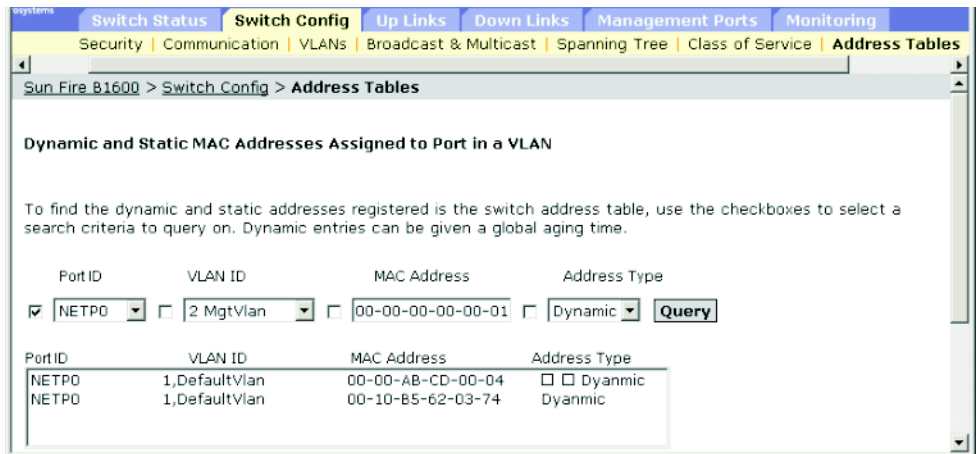 osystems
Switch Status Switch Config Up Links Down Links Management Ports Monitoring
Security | Communication | VLANs | Broadcast & Multicast | Spanning Tree | Class of Service | Address Tables
Sun Fire B1600 > Switch Config > Address Tables
Dynamic and Static MAC Addresses Assigned to Port in a VLAN
To find the dynamic and static addresses registered is the switch address table, use the checkboxes to select a
search criteria to query on. Dynamic entries can be given a global aging time.
Port ID VLAN ID MAC Address Address Type
NETP0 2 MgtVlan 00-00-00-00-00-01 Dynamic Query
Port ID VLAN ID MAC Address Address Type
NETP0 1,DefaultVlan 00-00-AB-CD-00-04 □ □ Dyanmic
NETP0 1,DefaultVlan 00-10-B5-62-03-74 Dyanmic